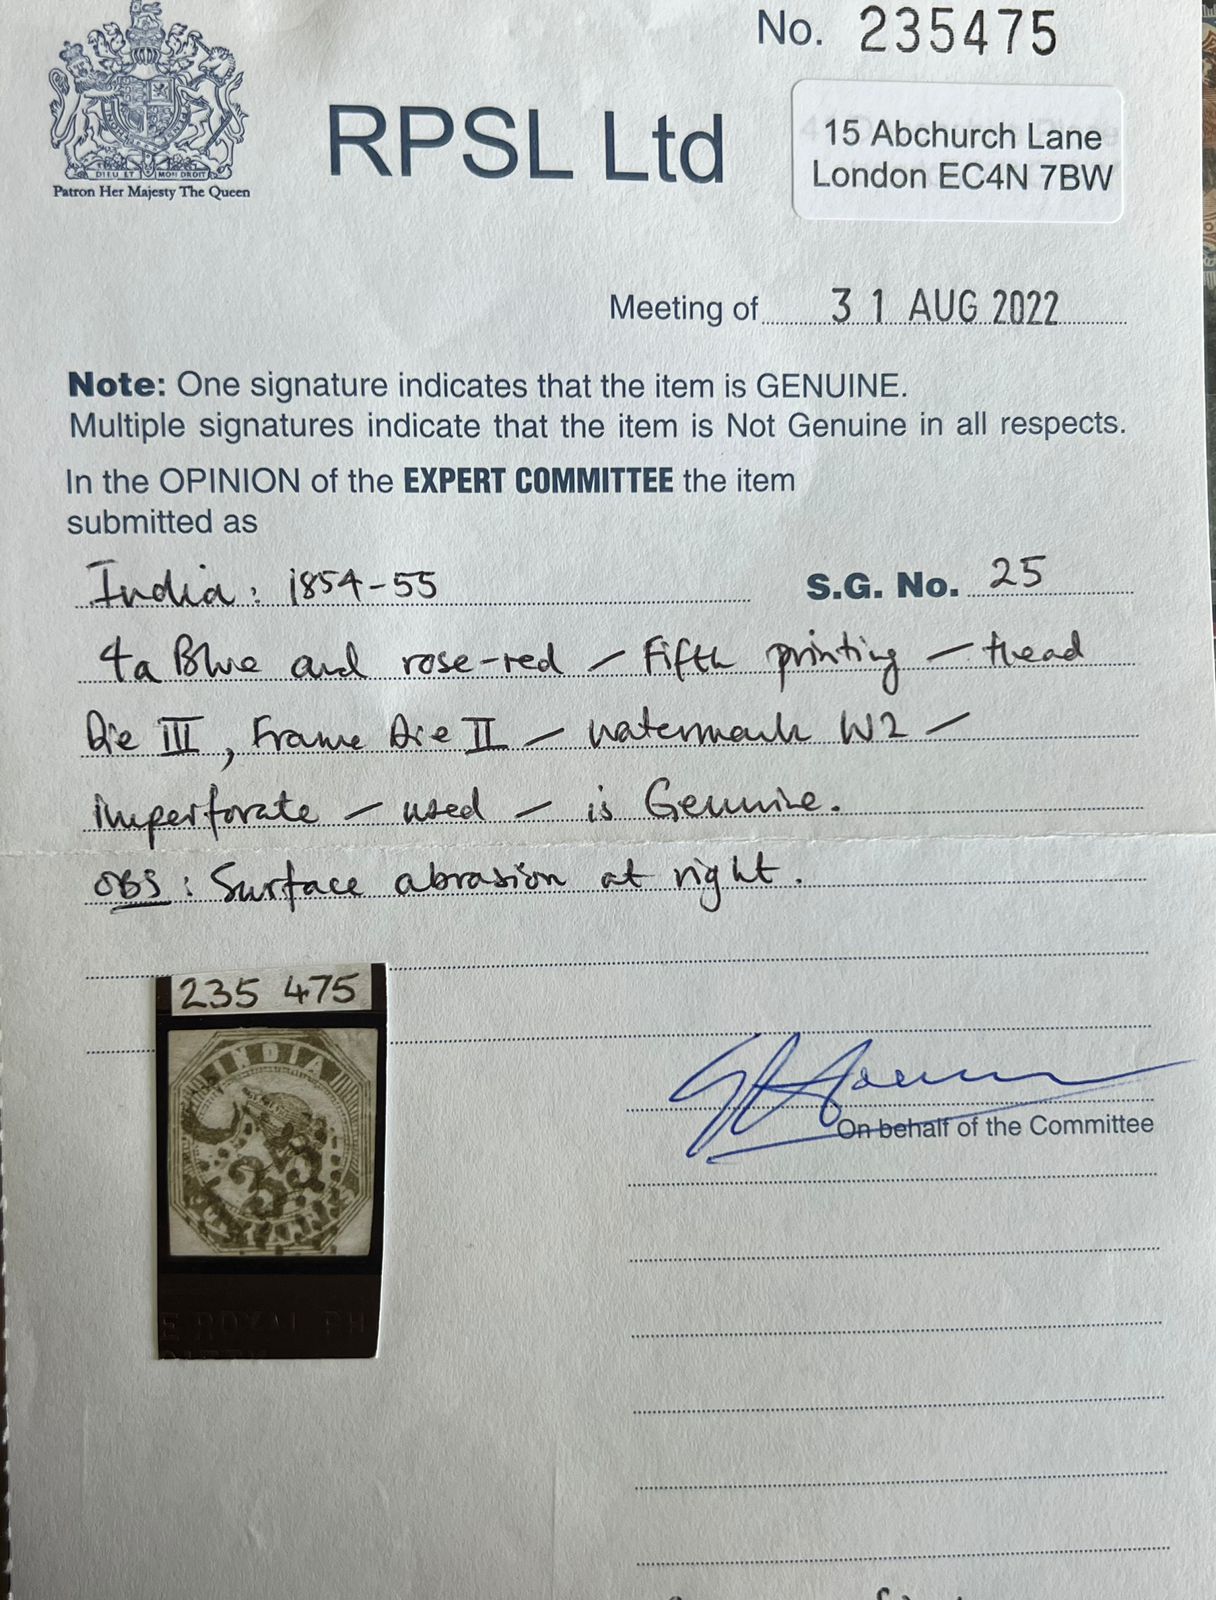 No. 235475
DIEU ET MON DROIT
Patron Her Majesty The Queen
RPSL Ltd
15 Abchurch Lane
London EC4N 7BW
Meeting of 31 AUG 2022
Note: One signature indicates that the item is GENUINE.
Multiple signatures indicate that the item is Not Genuine in all respects.
In the OPINION of the EXPERT COMMITTEE the item
submitted as
India: 1854-55 S.G. No. 25
4a Blue and rose-red - Fifth printing - Head
Die III, Frame Die II - watermark W2 -
imperforate - used - is Genuine.
OBS: Surface abrasion at right.
235 475
INDIA
On behalf of the Committee
E ROYAL PH